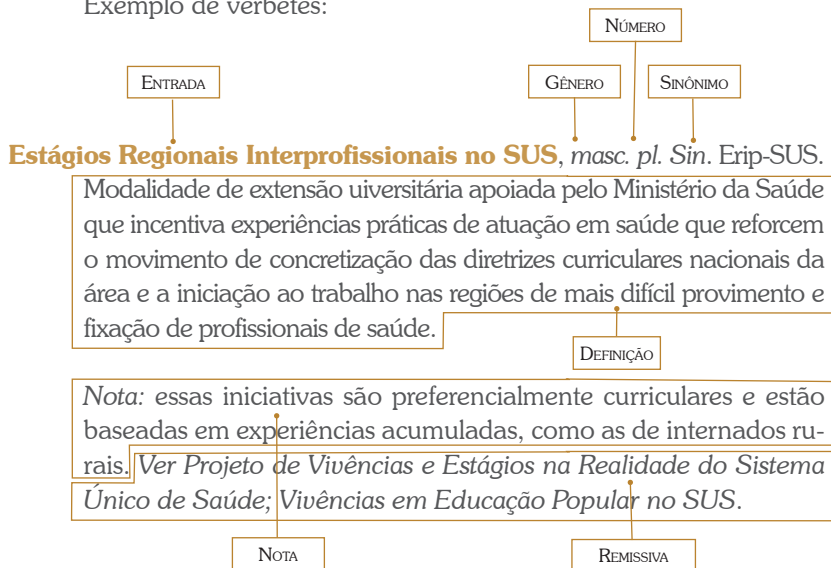 Exemplo de verbetes:
Número
Entrada
Gênero
Sinônimo
Estágios Regionais Interprofissionais no SUS, masc. pl. Sin. Erip-SUS.
Modalidade de extensão uiversitária apoiada pelo Ministério da Saúde
que incentiva experiências práticas de atuação em saúde que reforcem
o movimento de concretização das diretrizes curriculares nacionais da
área e a iniciação ao trabalho nas regiões de mais difícil provimento e
fixação de profissionais de saúde.
Definição
Nota: essas iniciativas são preferencialmente curriculares e estão
baseadas em experiências acumuladas, como as de internados ru-
rais. Ver Projeto de Vivências e Estágios na Realidade do Sistema
Único de Saúde; Vivências em Educação Popular no SUS.
Nota
Remissiva